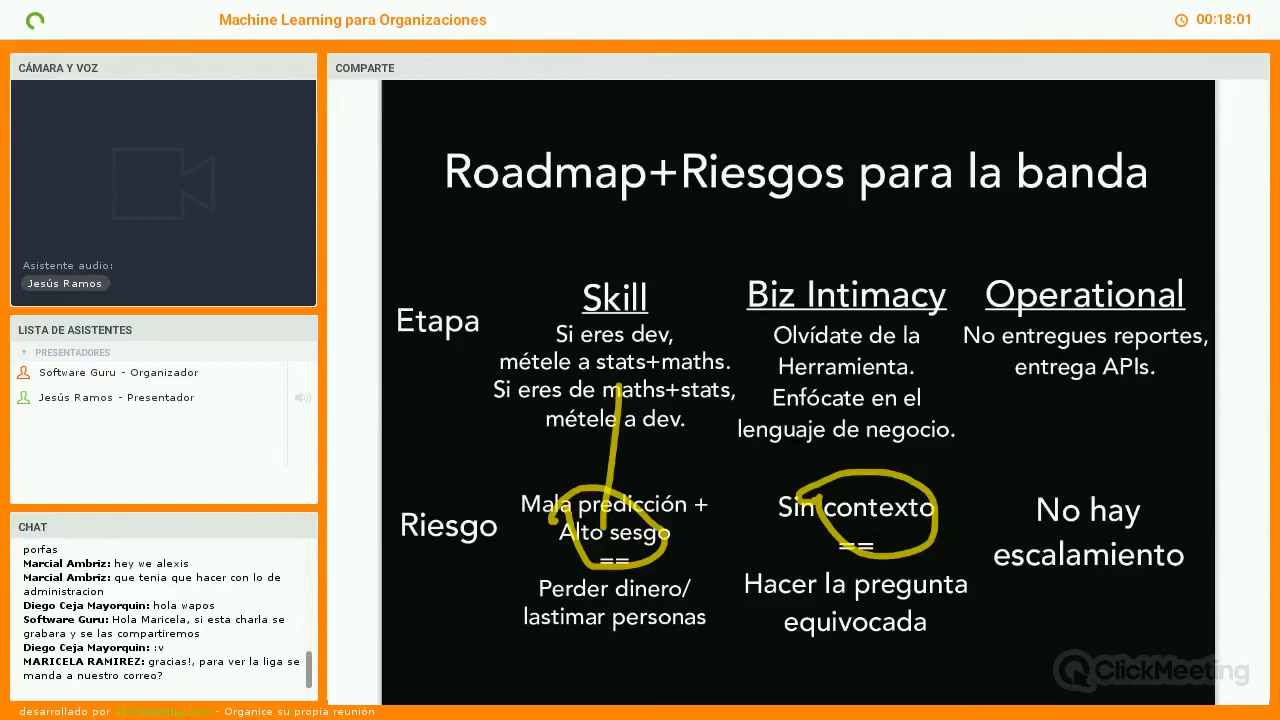 Machine Learning para Organizaciones
00:18:01
CÁMARA Y VOZ
Asistente audio:
Jesús Ramos
LISTA DE ASISTENTES
PRESENTADORES
Software Guru - Organizador
Jesús Ramos - Presentador
CHAT
porfas
Marcial Ambriz: hey we alexis
Marcial Ambriz: que tenia que hacer con lo de
administracion
Diego Ceja Mayorquin: hola wapos
Software Guru: Hola Maricela, si esta charla se
grabara y se las compartiremos
Diego Ceja Mayorquin: :v
MARICELA RAMIREZ: gracias!, para ver la liga se
manda a nuestro correo?
COMPARTE
Roadmap+Riesgos para la banda
Etapa
Skill
Si eres dev,
métele a stats+maths.
Si eres de maths+stats,
métele a dev.
Biz Intimacy
Olvídate de la
Herramienta.
Enfócate en el
lenguaje de negocio.
Operational
No entregues reportes,
entrega APIs.
Riesgo
Mala predicción +
Alto sesgo
==
Perder dinero/
lastimar personas
Sin contexto
==
Hacer la pregunta
equivocada
No hay
escalamiento
ClickMeeting
desarrollado por ClickMeeting.com - Organice su propia reunión